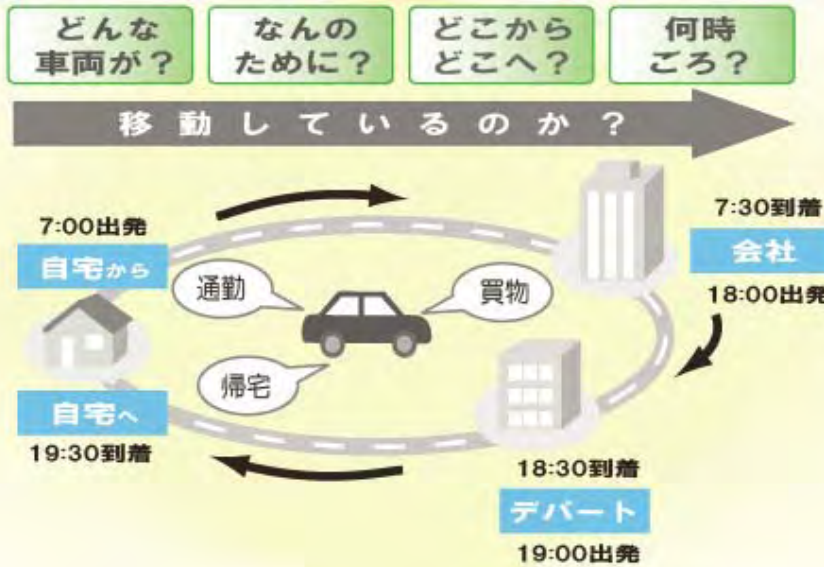 どんな
車両が？
なんの
ために？
どこから
どこへ？
何時
ごろ？
移動しているのか？
7:00出発
自宅から
通勤
買物
帰宅
7:30到着
会社
18:00出発
自宅へ
19:30到着
18:30到着
デパート
19:00出発